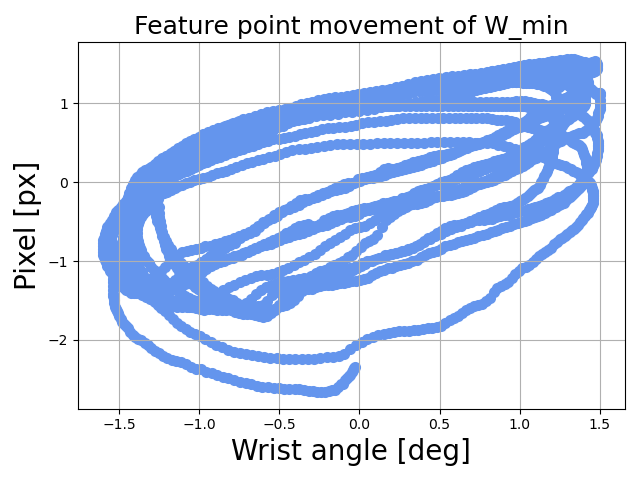 Feature point movement of W_min
Pixel [px]
1
0
−1
−2
−1.5 −1.0 −0.5 0.0 0.5 1.0 1.5
Wrist angle [deg]